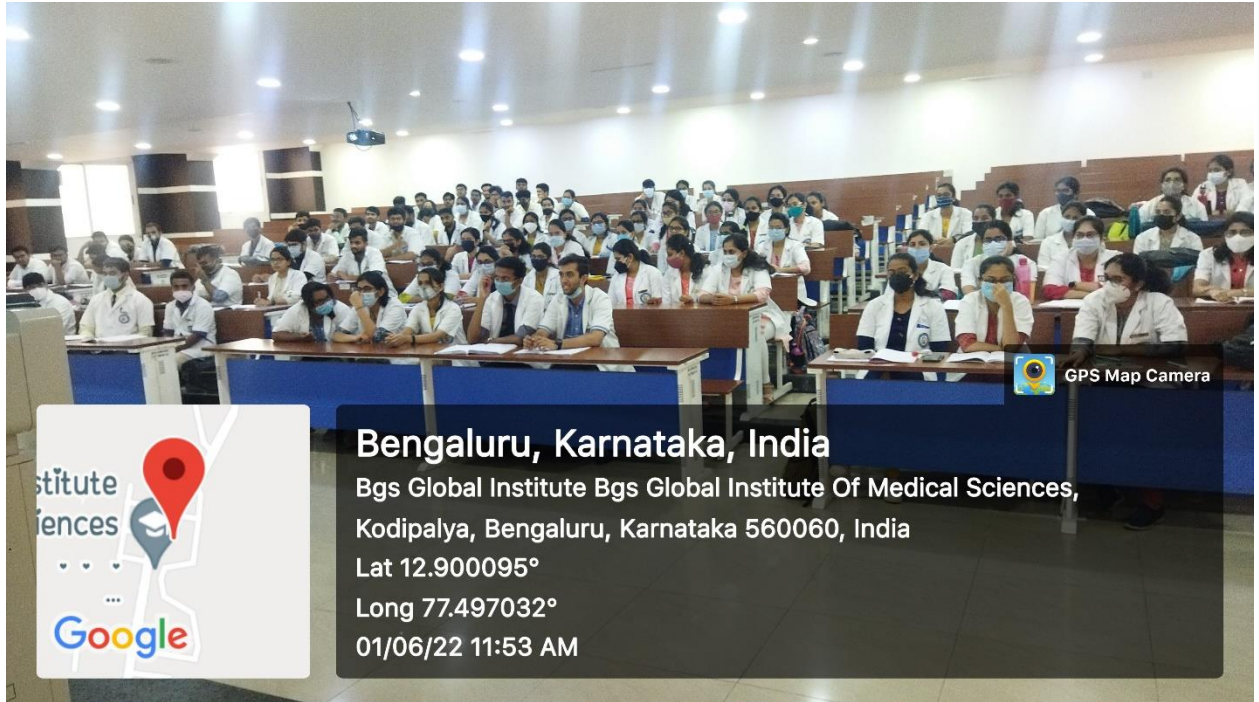 GPS Map Camera
Bengaluru, Karnataka, India
Bgs Global Institute Bgs Global Institute Of Medical Sciences,
Kodipalya, Bengaluru, Karnataka 560060, India
Lat 12.900095°
Long 77.497032°
01/06/22 11:53 AM
stitute
iences
Google